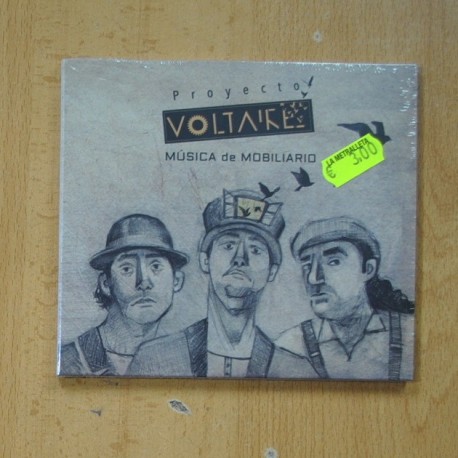 Proyecto
VOLTAIRE
MÚSICA de MOBILIARIO
LA METRALLETA
€ 3.00